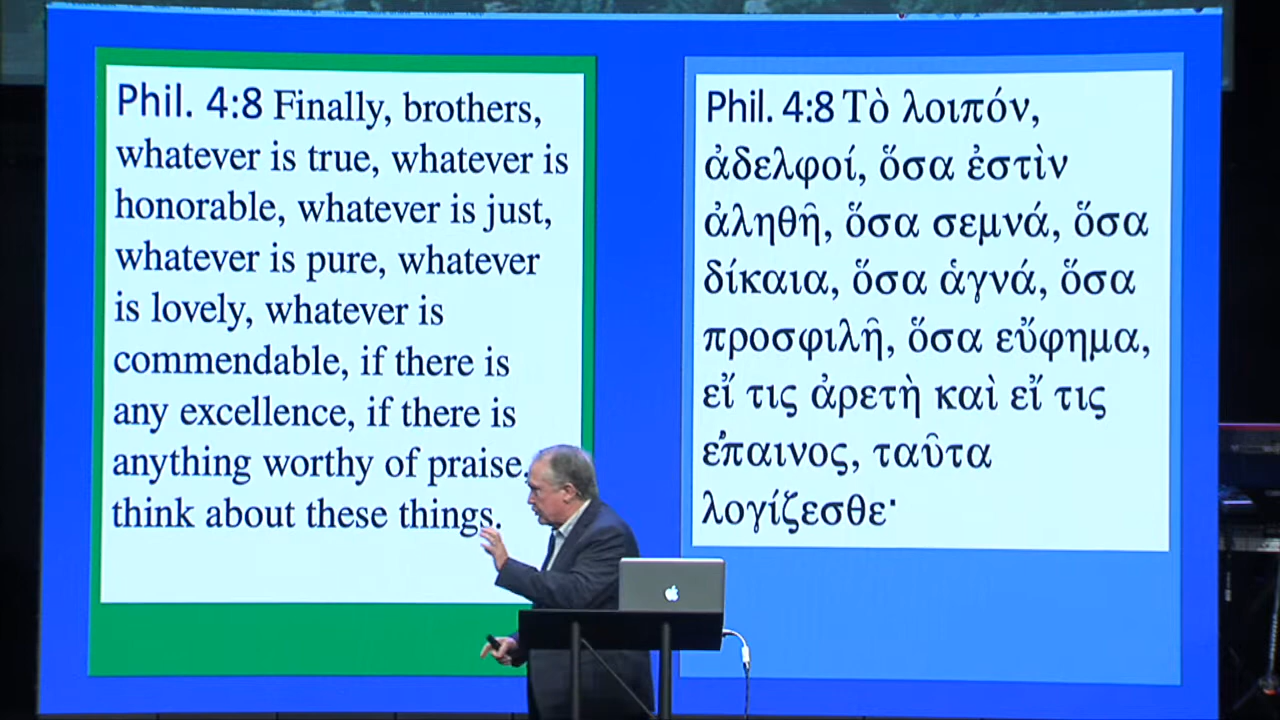 Phil. 4:8 Finally, brothers,
whatever is true, whatever is
honorable, whatever is just,
whatever is pure, whatever
is lovely, whatever is
commendable, if there is
any excellence, if there is
anything worthy of praise,
think about these things.
Phil. 4:8 Τὸ λοιπόν,
ἀδελφοί, ὅσα ἐστὶν
ἀληθῆ, ὅσα σεμνά, ὅσα
δίκαια, ὅσα ἁγνά, ὅσα
προσφιλῆ, ὅσα εὔφημα,
εἴ τις ἀρετὴ καὶ εἴ τις
ἔπαινος, ταῦτα
λογίζεσθε·